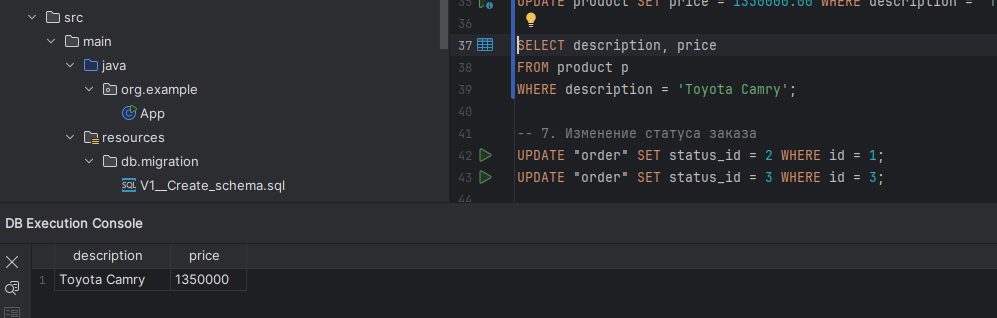 src
main
java
org.example
App
resources
db.migration
SQL V1__Create_schema.sql
35 UPDATE product SET price = 1350000.00 WHERE description =
36
37 SELECT description, price
38 FROM product p
39 WHERE description = 'Toyota Camry';
40
41 -- 7. Изменение статуса заказа
42 UPDATE "order" SET status_id = 2 WHERE id = 1;
43 UPDATE "order" SET status_id = 3 WHERE id = 3;
44
DB Execution Console
description price
1 Toyota Camry 1350000